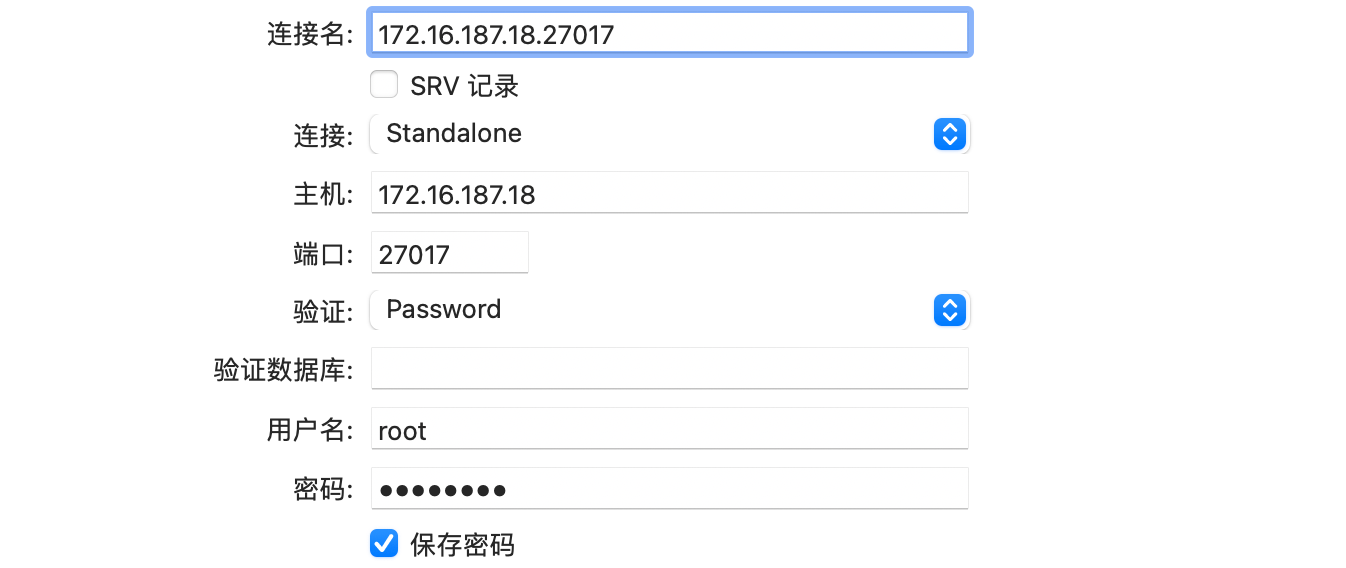 连接名: 172.16.187.18.27017
SRV 记录
连接: Standalone
主机: 172.16.187.18
端口: 27017
验证: Password
验证数据库:
用户名: root
密码: ●●●●●●●●
保存密码